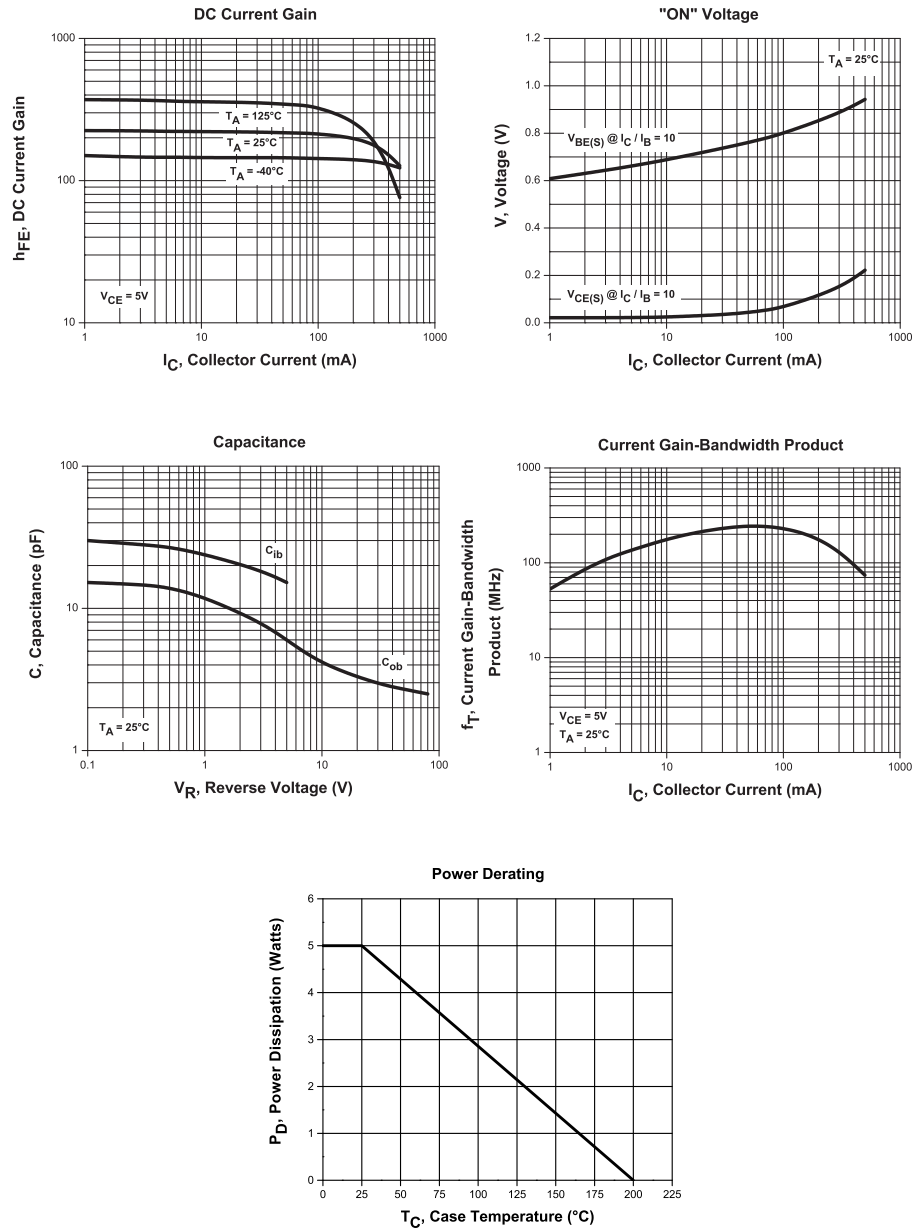 DC Current Gain
1000
100
10
hFE, DC Current Gain
TA = 125°C
TA = 25°C
TA = -40°C
VCE = 5V
1
10
100
1000
IC, Collector Current (mA)
"ON" Voltage
1.2
1.0
0.8
0.6
0.4
0.2
0.0
V, Voltage (V)
TA = 25°C
VBE(S) @ IC / IB = 10
VCE(S) @ IC / IB = 10
1
10
100
1000
IC, Collector Current (mA)
Capacitance
100
10
1
C, Capacitance (pF)
Cib
Cob
TA = 25°C
0.1
1
10
100
VR, Reverse Voltage (V)
Current Gain-Bandwidth Product
1000
100
10
1
fT, Current Gain-Bandwidth
Product (MHz)
VCE = 5V
TA = 25°C
1
10
100
1000
IC, Collector Current (mA)
Power Derating
6
5
4
3
2
1
0
PD, Power Dissipation (Watts)
0
25
50
75
100
125
150
175
200
225
TC, Case Temperature (°C)